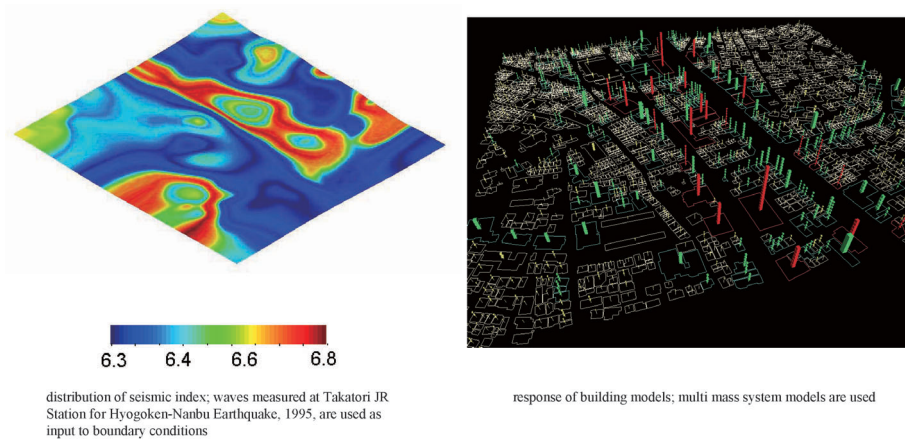 6.3 6.4 6.6 6.8
distribution of seismic index; waves measured at Takatori JR
Station for Hyogoken-Nanbu Earthquake, 1995, are used as
input to boundary conditions
response of building models; multi mass system models are used